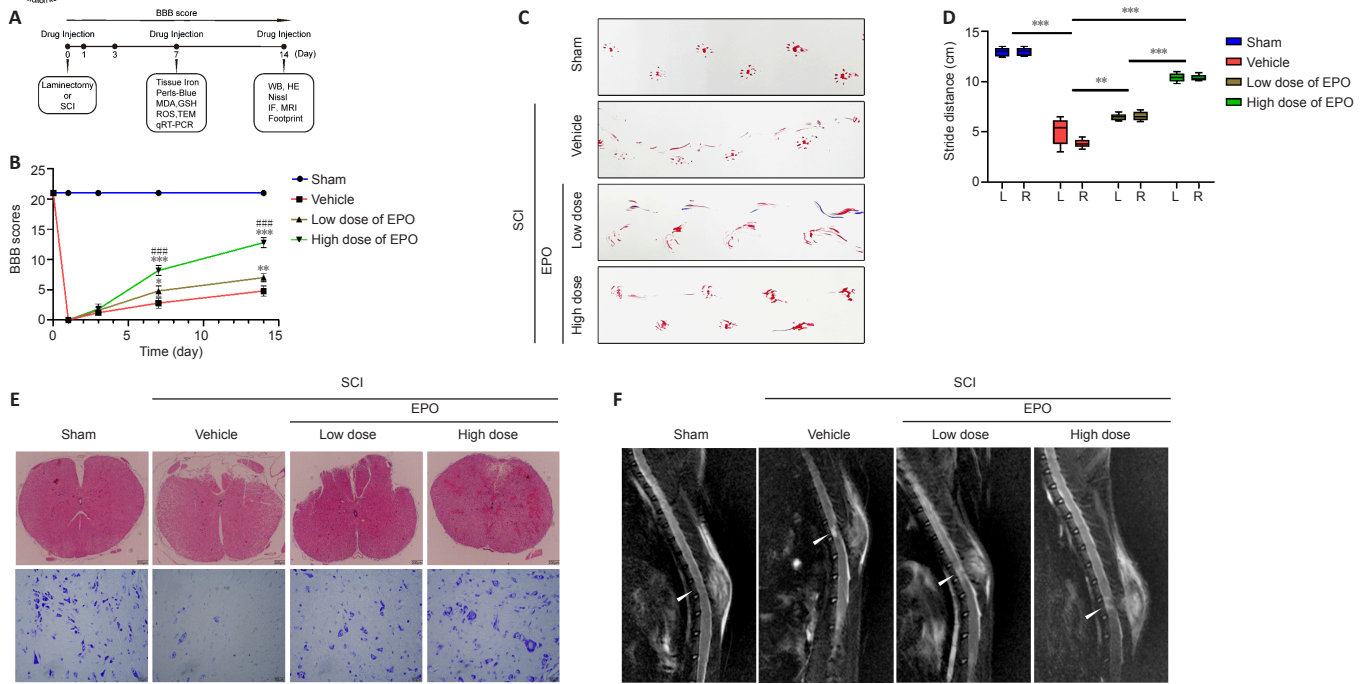 A
BBB score
Drug Injection
Drug Injection
Drug Injection
0 1 3 7 14 (Day)
Laminectomy
or
SCI
Tissue Iron
Perls-Blue
MDA,GSH
ROS,TEM
qRT-PCR
WB, HE
Nissl
IF, MRI
Footprint
B
BBB scores
25
20
15
10
5
0
0 5 10 15
Time (day)
###
***
*
###
***
**
Sham
Vehicle
Low dose of EPO
High dose of EPO
C
Sham
Vehicle
Low dose
High dose
SCI
EPO
D
Stride distance (cm)
15
10
5
0
L R L R L R L R
***
***
***
**
***
Sham
Vehicle
Low dose of EPO
High dose of EPO
E
SCI
EPO
Sham Vehicle Low dose High dose
F
SCI
EPO
Sham Vehicle Low dose High dose